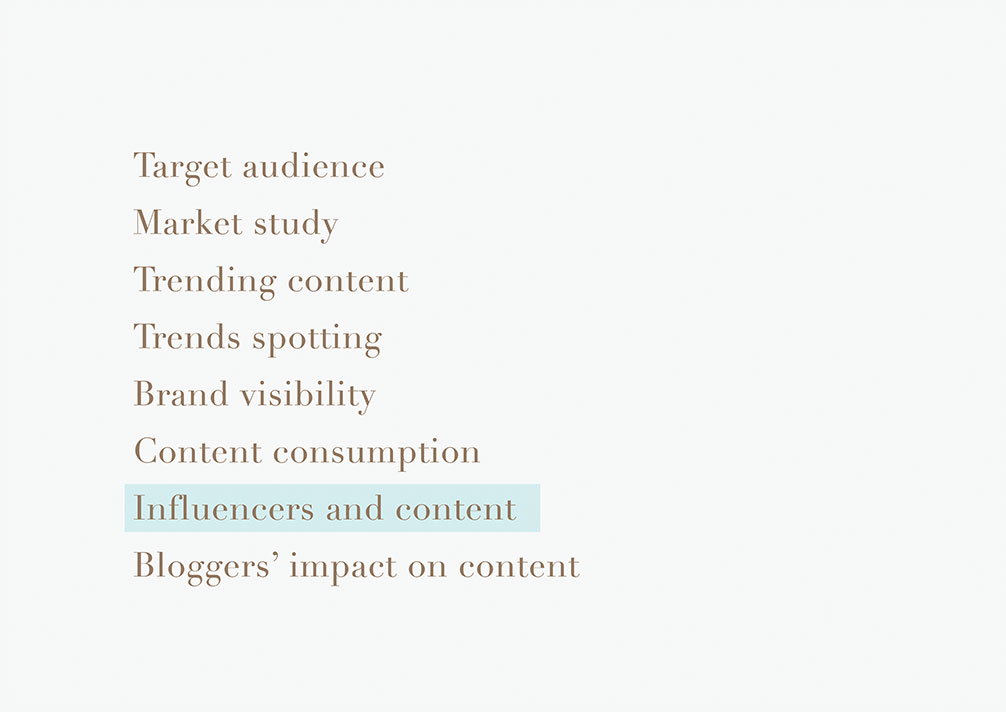 Target audience
Market study
Trending content
Trends spotting
Brand visibility
Content consumption
Influencers and content
Bloggers’ impact on content